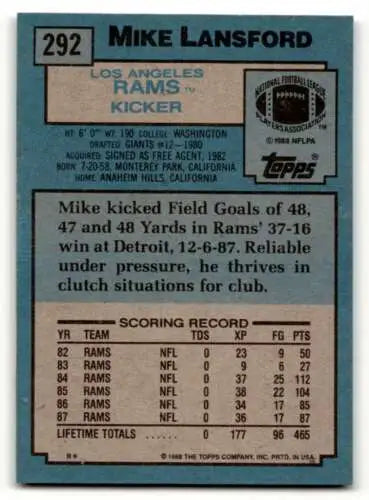 292 MIKE LANSFORD
LOS ANGELES
RAMS TM
KICKER
NATIONAL FOOTBALL LEAGUE
PLAYERS ASSOCIATION TM
©1988 NFLPA
TOPPS ®
HT 6' 0" WT 190 COLLEGE WASHINGTON
DRAFTED GIANTS #12-1980
ACQUIRED SIGNED AS FREE AGENT, 1982
BORN 7-20-58, MONTEREY PARK, CALIFORNIA
HOME ANAHEIM HILLS, CALIFORNIA
Mike kicked Field Goals of 48,
47 and 48 Yards in Rams' 37-16
win at Detroit, 12-6-87. Reliable
under pressure, he thrives in
clutch situations for club.
SCORING RECORD
YR TEAM TDS XP FG PTS
82 RAMS NFL 0 23 9 50
83 RAMS NFL 0 9 6 27
84 RAMS NFL 0 37 25 112
85 RAMS NFL 0 38 22 104
86 RAMS NFL 0 34 17 85
87 RAMS NFL 0 36 17 87
LIFETIME TOTALS 0 177 96 465
B* ©1988 THE TOPPS COMPANY, INC. PRTD. IN U.S.A.